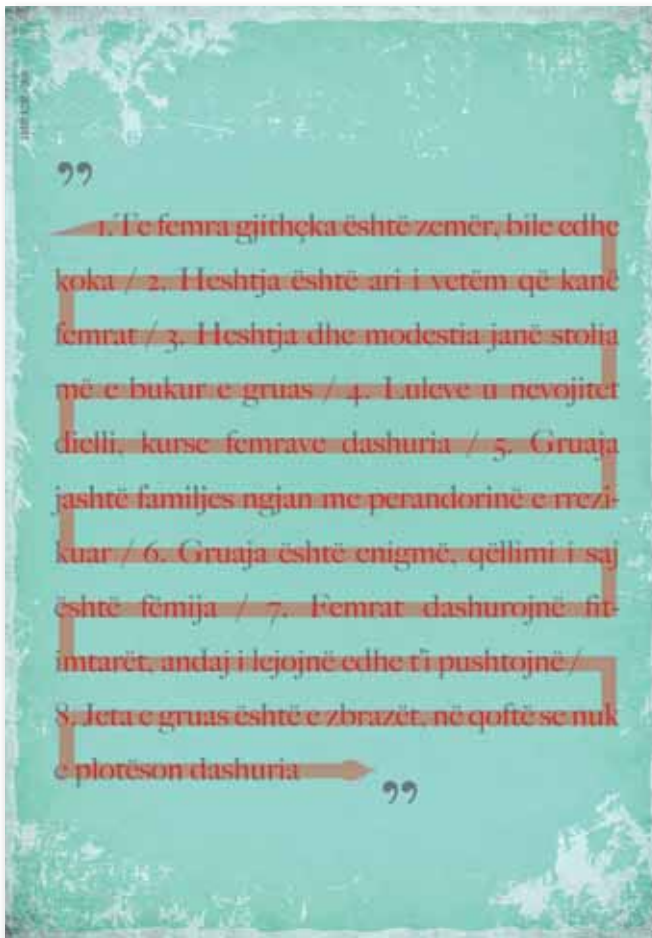 ”
1. Te femra gjithçka është zemër, bile edhe
koka / 2. Heshtja është ari i vetëm që kanë
femrat / 3. Heshtja dhe modestia janë stolia
më e bukur e gruas / 4. Luleve u nevojitet
dielli, kurse femrave dashuria / 5. Gruaja
jashtë familjes ngjan me perandorinë e rrezi-
kuar / 6. Gruaja është enigmë, qëllimi i saj
është fëmija / 7. Femrat dashurojnë fit-
imtarët, andaj i lejojnë edhe t'i pushtojnë /
8. Jeta e gruas është e zbrazët, në qoftë se nuk
e plotëson dashuria
”